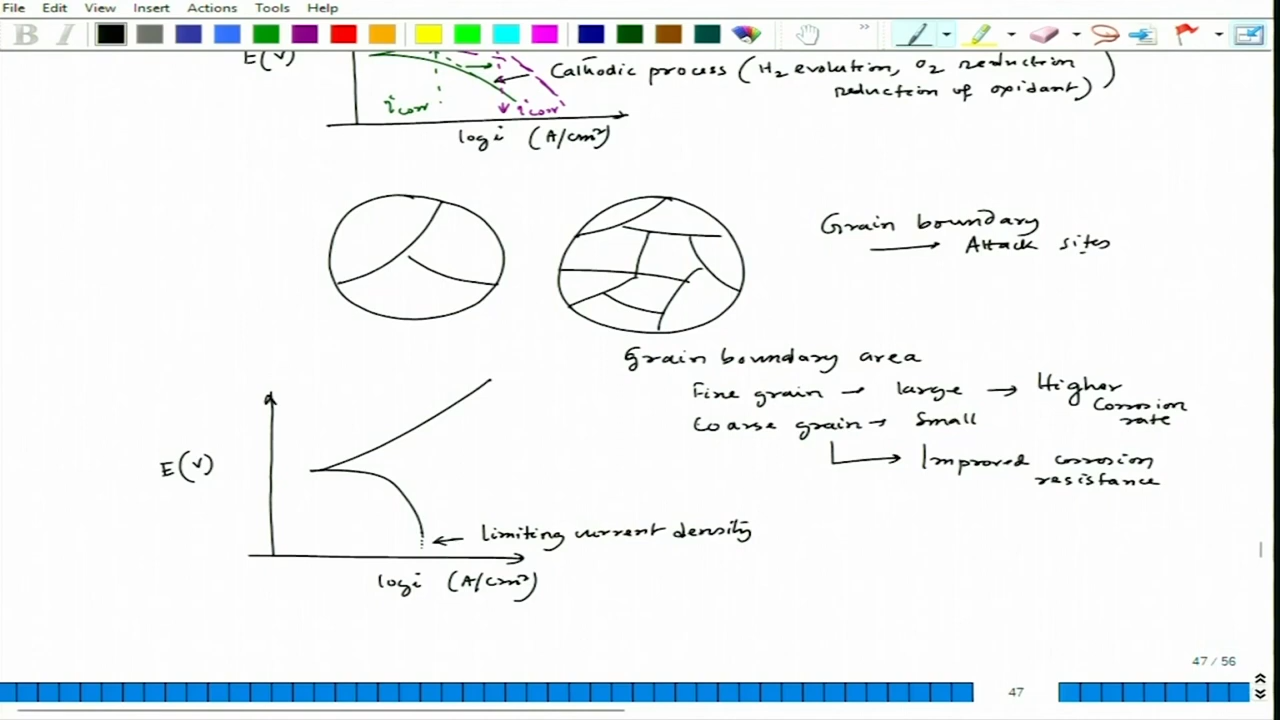 File Edit View Insert Actions Tools Help
B I
E(V)
Cathodic process (H2 evolution, O2 reduction
reduction of oxidant)
icorr icorr
log i (A/cm²)
Grain boundary
→ Attack sites
Grain boundary area
Fine grain → large → Higher
corrosion
rate
Coarse grain → small
→ Improved corrosion
resistance
E(V)
← Limiting current density
log i (A/cm²)
47 / 56
47